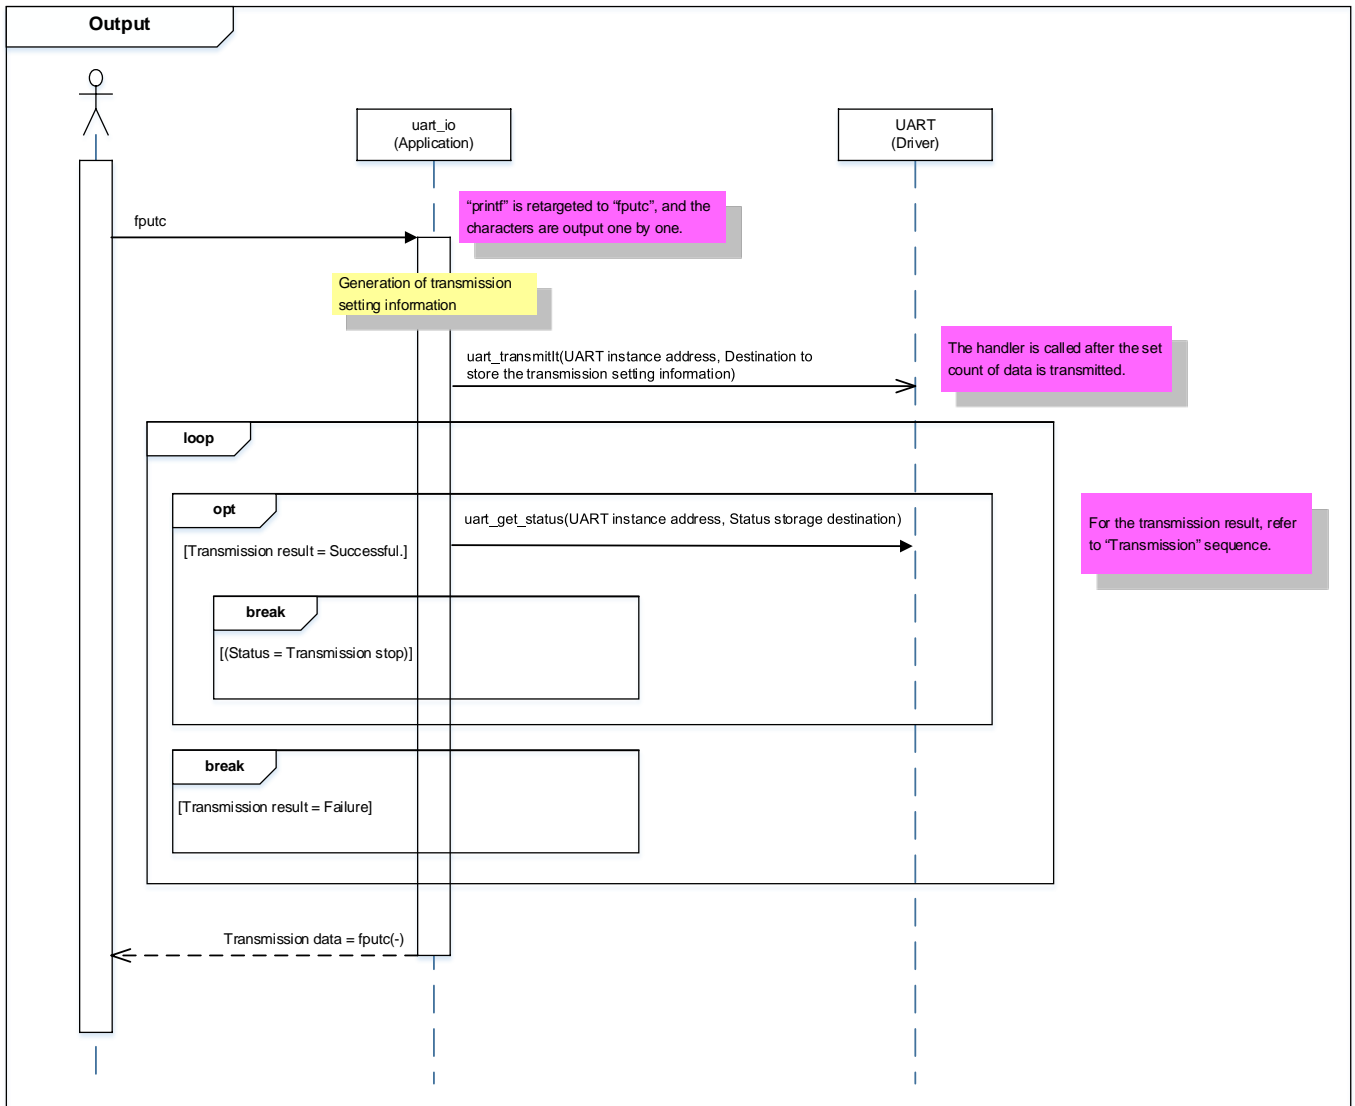 Output
uart_io
(Application)
UART
(Driver)
fputc
“printf” is retargeted to “fputc”, and the
characters are output one by one.
Generation of transmission
setting information
uart_transmitIt(UART instance address, Destination to
store the transmission setting information)
The handler is called after the set
count of data is transmitted.
loop
opt
uart_get_status(UART instance address, Status storage destination)
[Transmission result = Successful.]
For the transmission result, refer
to “Transmission” sequence.
break
[(Status = Transmission stop)]
break
[Transmission result = Failure]
Transmission data = fputc(-)